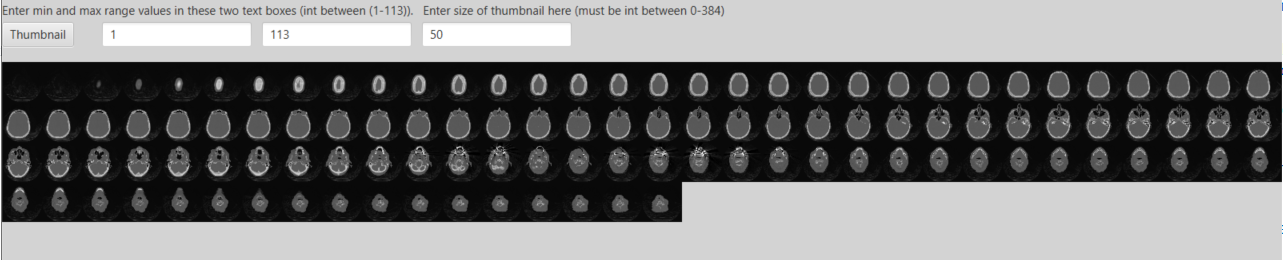 Enter min and max range values in these two text boxes (int between (1-113)). Enter size of thumbnail here (must be int between 0-384)
Thumbnail 1 113 50